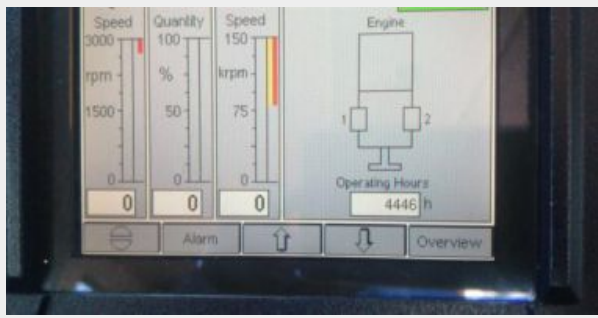 Speed Quantity Speed Engine
3000 100 150
rpm % krpm
1500 50 75
1 2
0 0 0
Operating Hours
0 0 0 4446 h
Alarm Overview